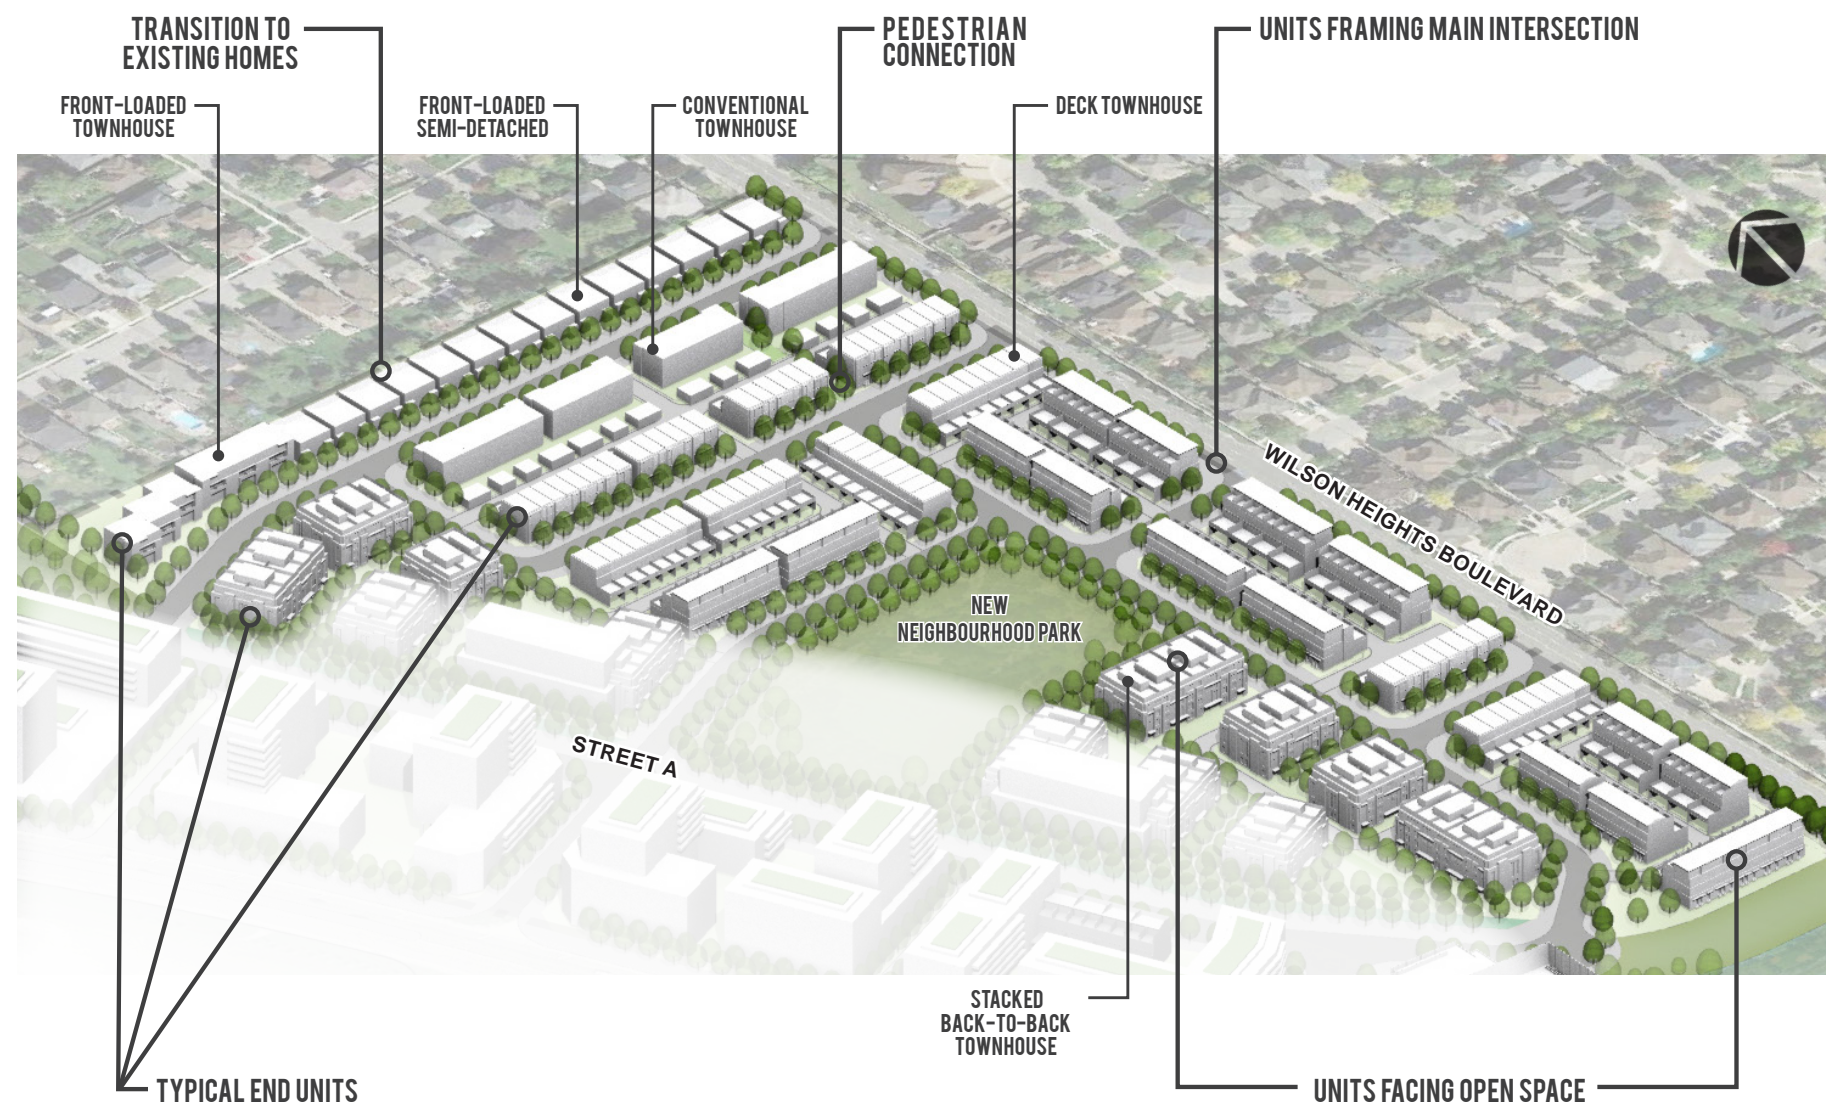 TRANSITION TO
EXISTING HOMES
PEDESTRIAN
CONNECTION
UNITS FRAMING MAIN INTERSECTION
FRONT-LOADED
TOWNHOUSE
FRONT-LOADED
SEMI-DETACHED
CONVENTIONAL
TOWNHOUSE
DECK TOWNHOUSE
WILSON HEIGHTS BOULEVARD
NEW
NEIGHBOURHOOD PARK
STREET A
STACKED
BACK-TO-BACK
TOWNHOUSE
TYPICAL END UNITS
UNITS FACING OPEN SPACE